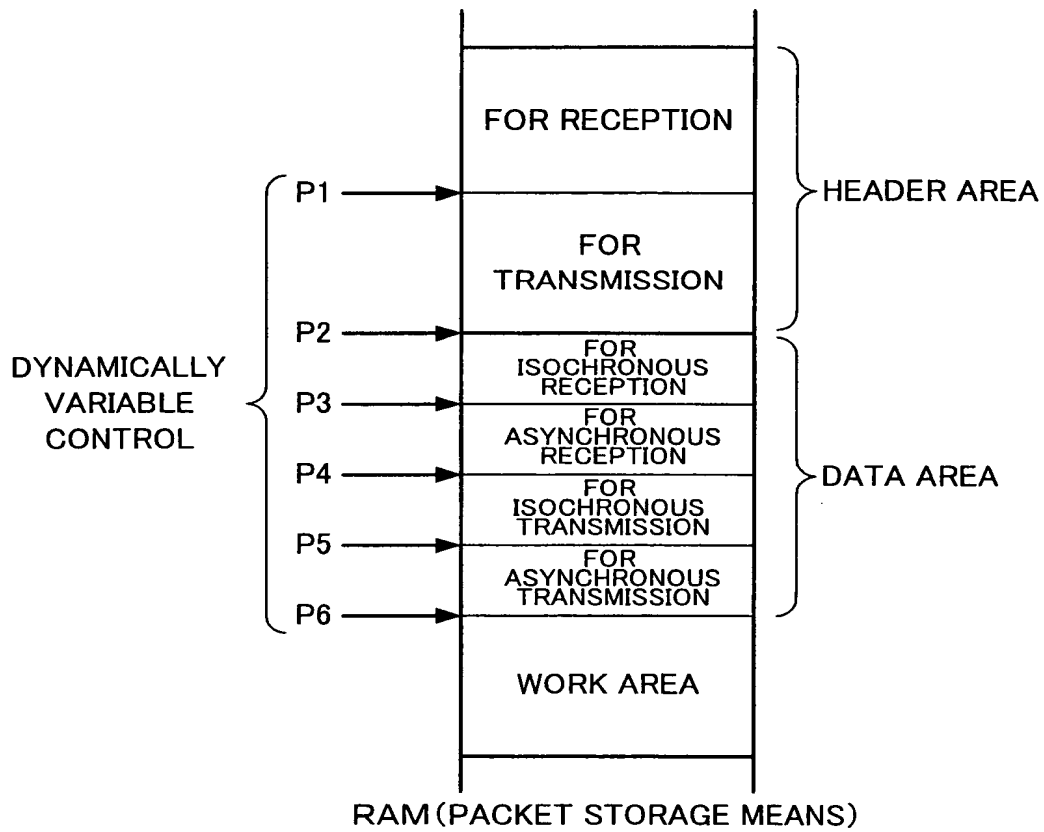 FOR RECEPTION
P1
HEADER AREA
FOR
TRANSMISSION
P2
DYNAMICALLY
VARIABLE
CONTROL
FOR
ISOCHRONOUS
RECEPTION
P3
FOR
ASYNCHRONOUS
RECEPTION
P4
DATA AREA
FOR
ISOCHRONOUS
TRANSMISSION
P5
FOR
ASYNCHRONOUS
TRANSMISSION
P6
WORK AREA
RAM(PACKET STORAGE MEANS)